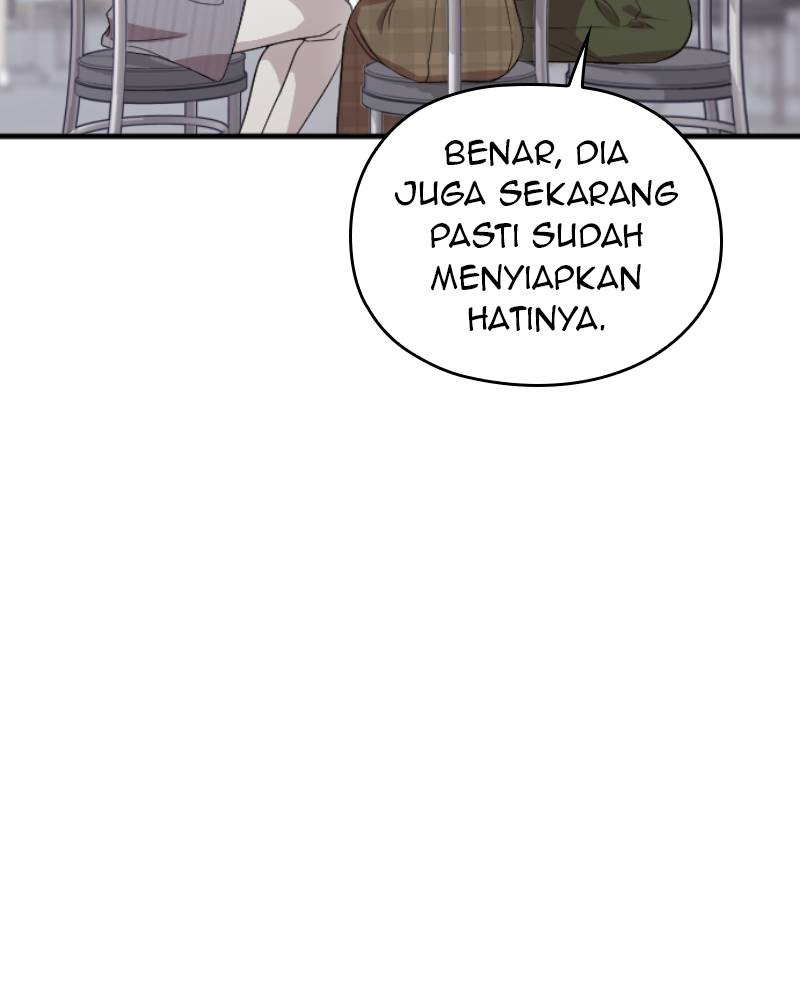 BENAR, DIA
JUGA SEKARANG
PASTI SUDAH
MENYIAPKAN
HATINYA.